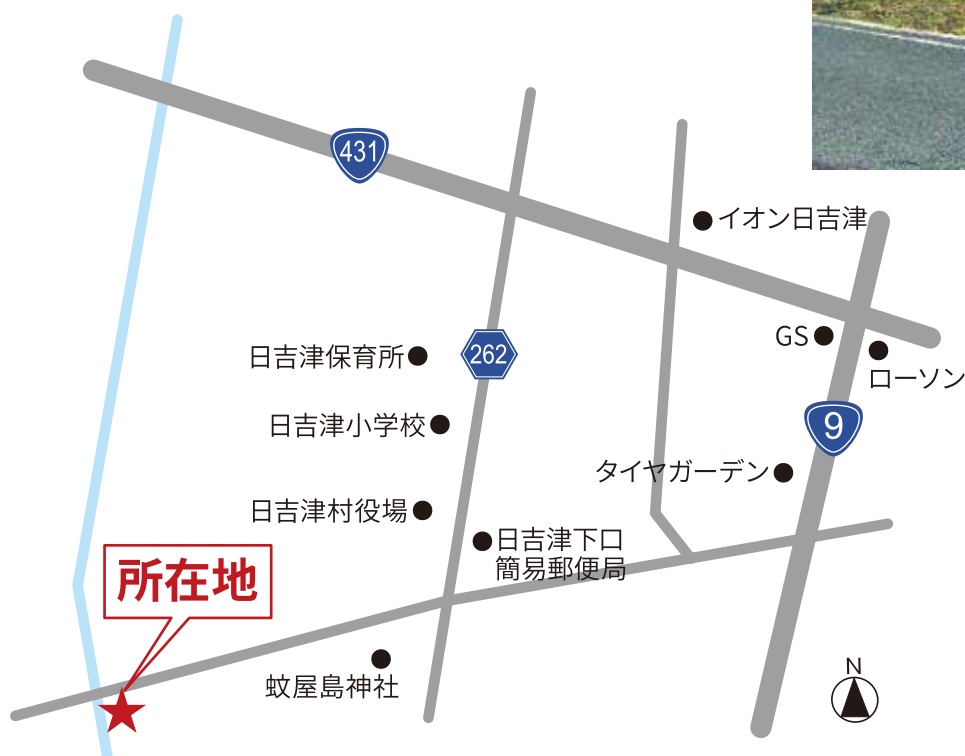 431
イオン日吉津
GS
ローソン
日吉津保育所
262
日吉津小学校
9
タイヤガーデン
日吉津村役場
日吉津下口
簡易郵便局
所在地
蚊屋島神社
N